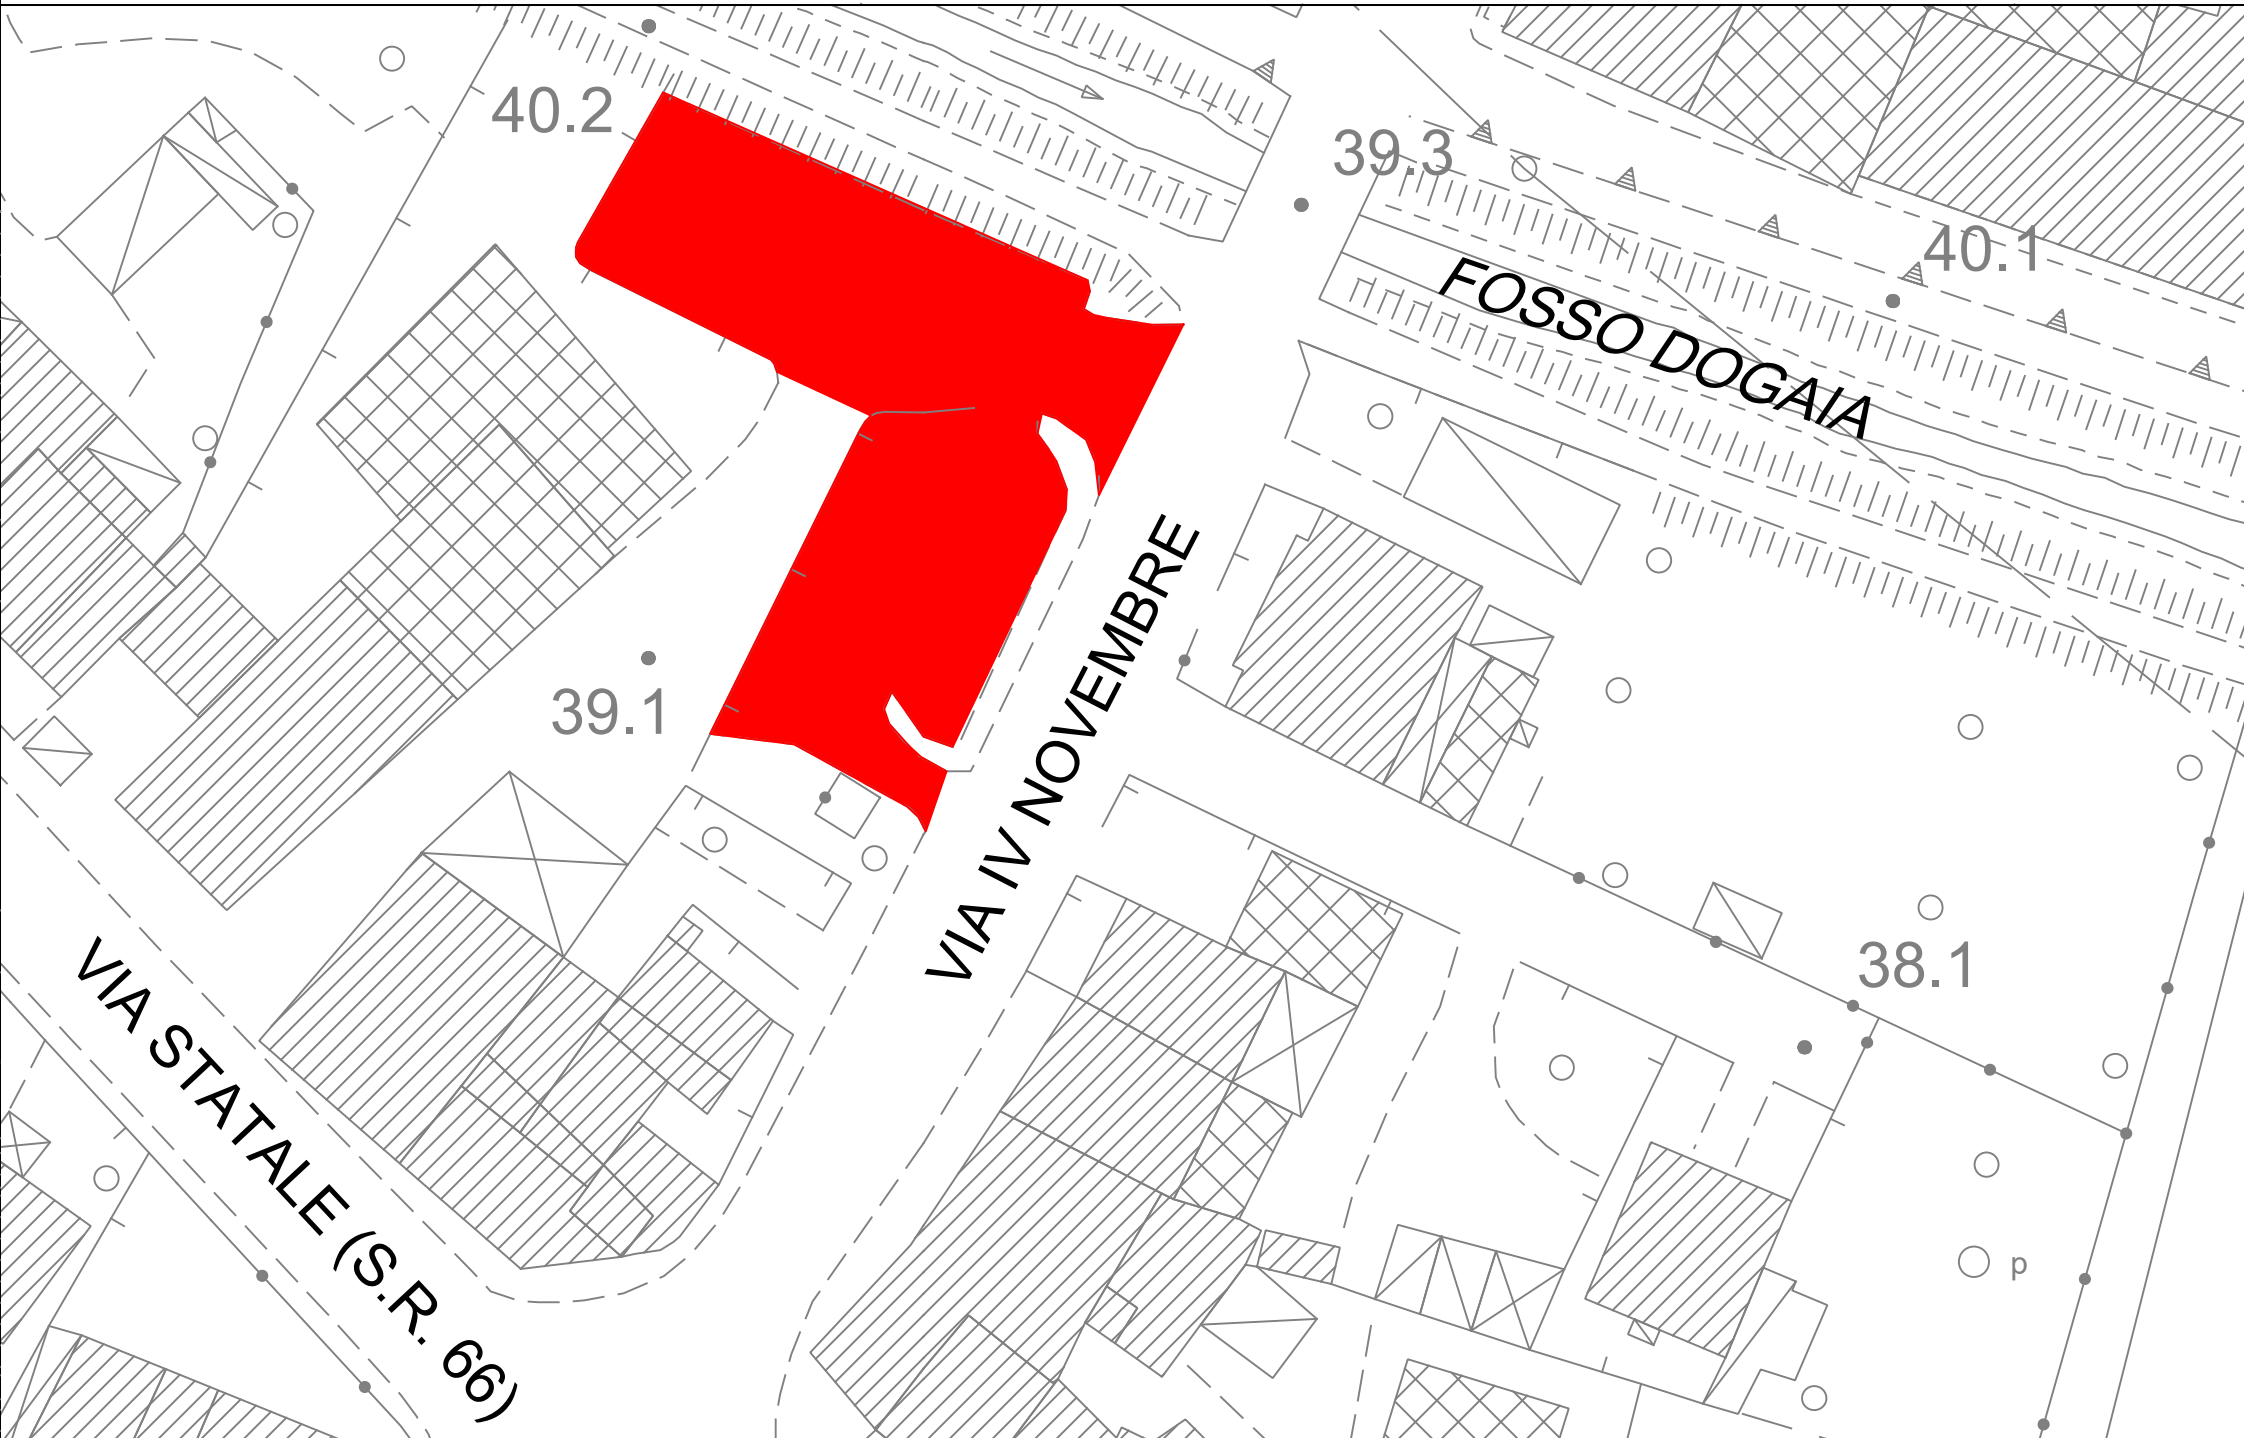 40.2
39.3
40.1
FOSSO DOGAIA
39.1
VIA IV NOVEMBRE
38.1
VIA STATALE (S.R. 66)
p